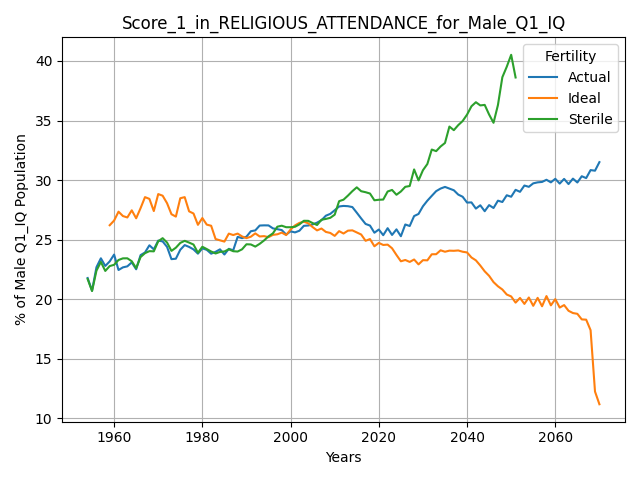 Score_1_in_RELIGIOUS_ATTENDANCE_for_Male_Q1_IQ
Fertility
Actual
Ideal
Sterile
% of Male Q1_IQ Population
40
35
30
25
20
15
10
1960
1980
2000
2020
2040
2060
Years